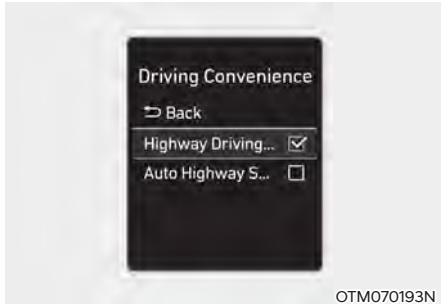 Driving Convenience
⮌ Back
Highway Driving...
Auto Highway S...
OTM070193N